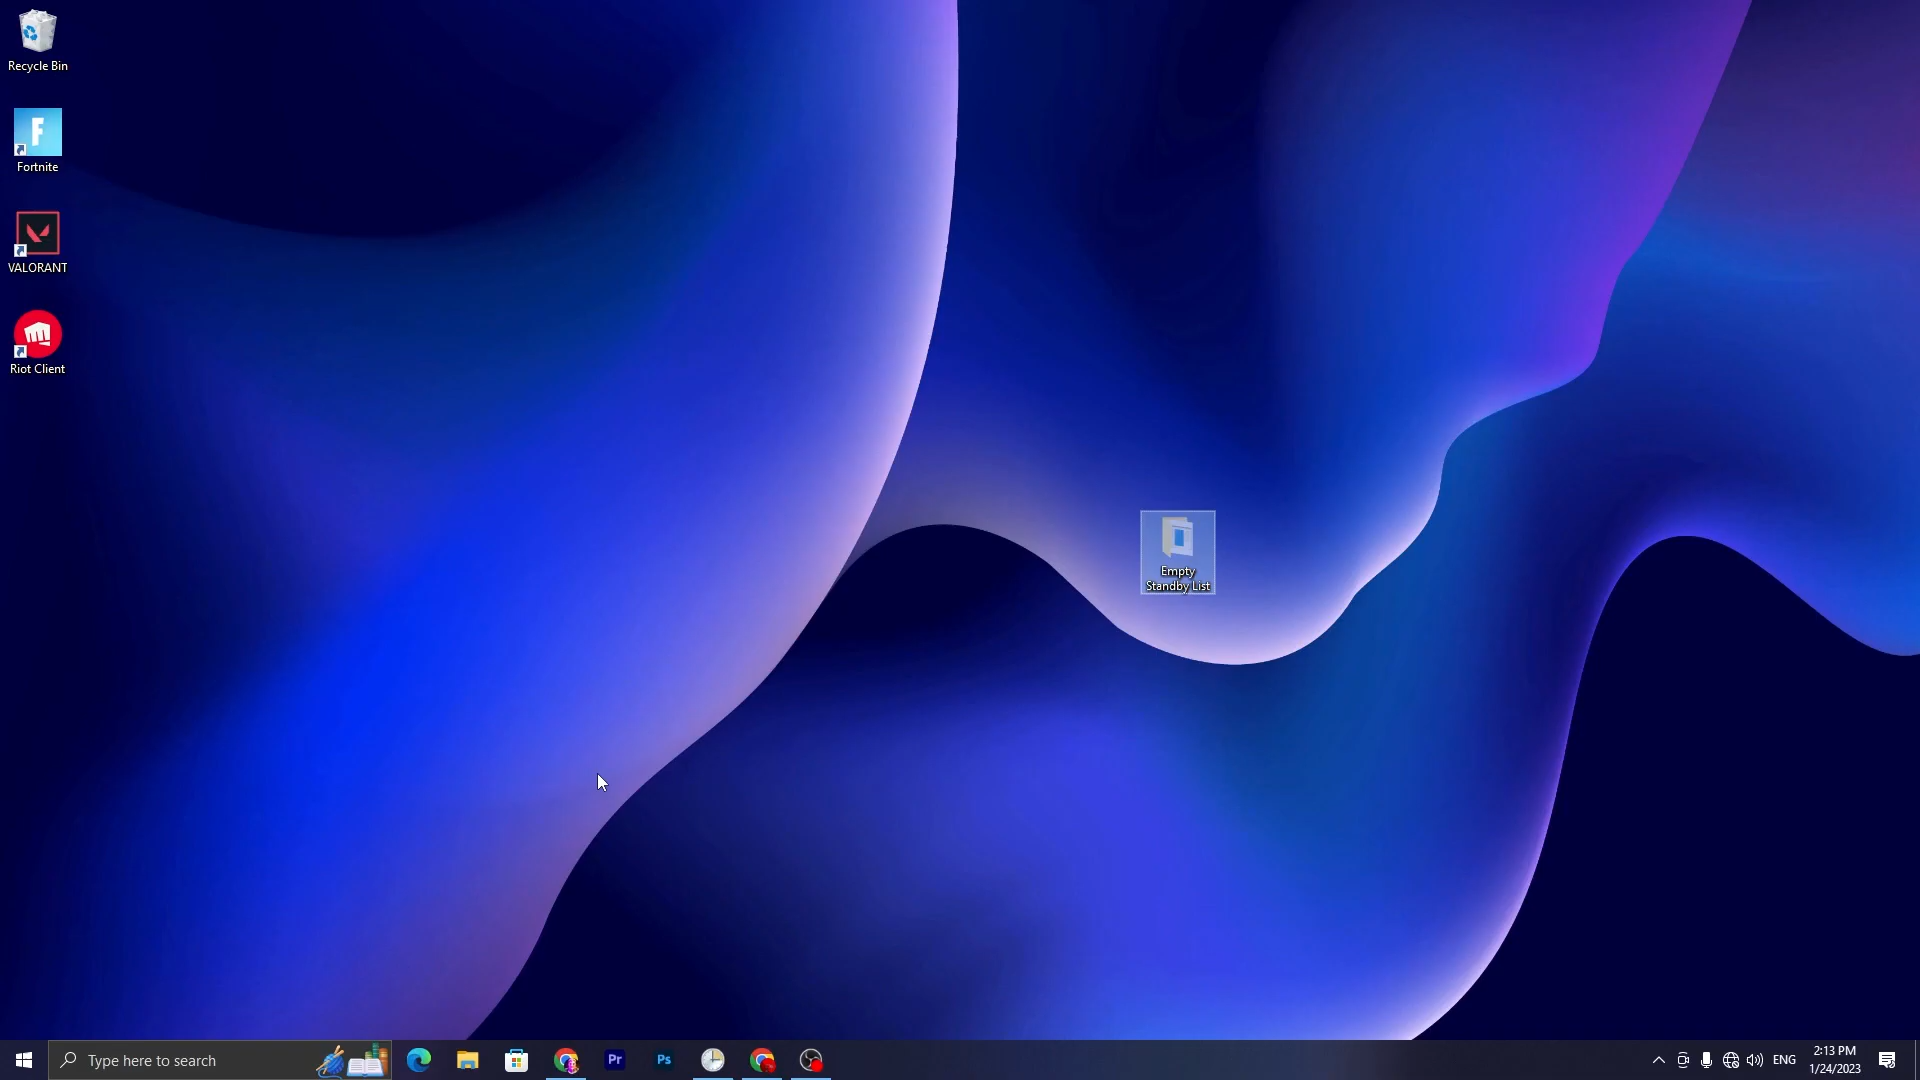 Recycle Bin
Fortnite
VALORANT
Riot Client
Empty
Standby List
Type here to search
Pr
Ps
ENG
2:13 PM
1/24/2023